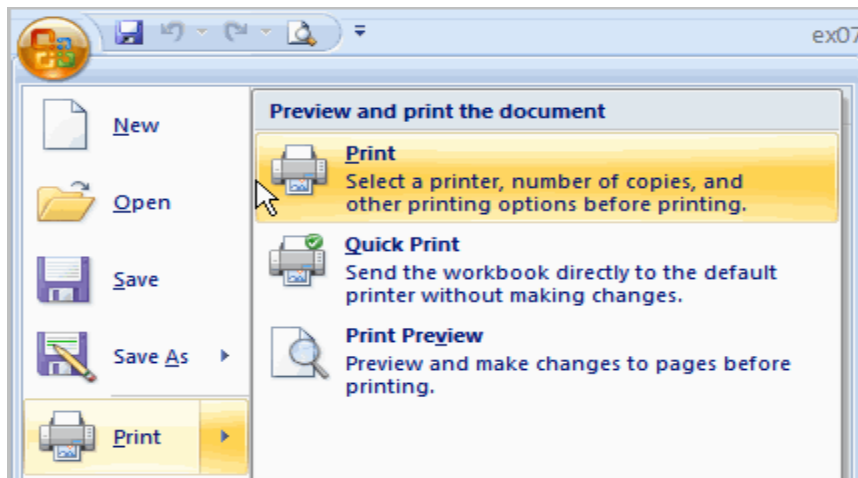 ex07
New
Open
Save
Save As
Print
Preview and print the document
Print
Select a printer, number of copies, and
other printing options before printing.
Quick Print
Send the workbook directly to the default
printer without making changes.
Print Preview
Preview and make changes to pages before
printing.